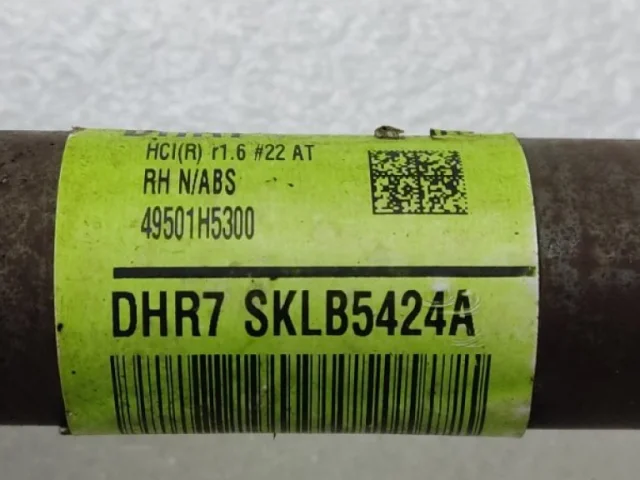 HCI(R) r1.6 #22 AT
RH N/ABS
49501H5300
DHR7 SKLB5424A